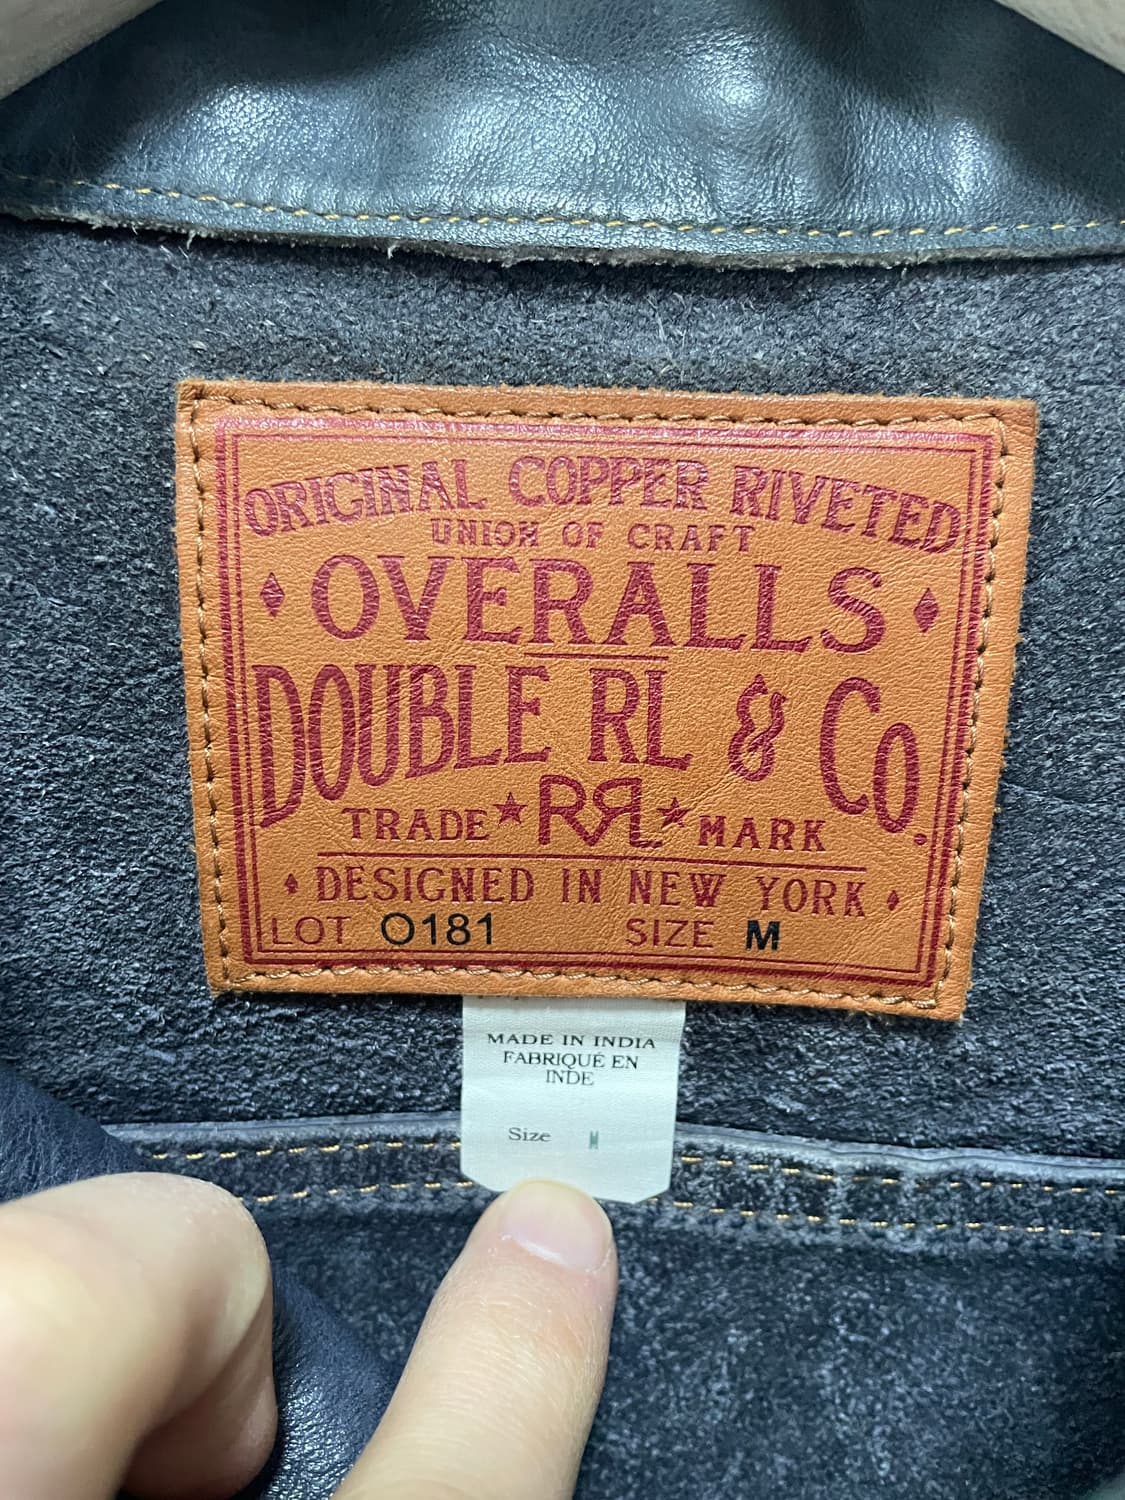 ORIGINAL COPPER RIVETED
UNION OF CRAFT
OVERALLS
DOUBLE RL & Co.
TRADE ★ RRL ★ MARK
DESIGNED IN NEW YORK
LOT O181 SIZE M
MADE IN INDIA
FABRIQUÉ EN
INDE
Size M